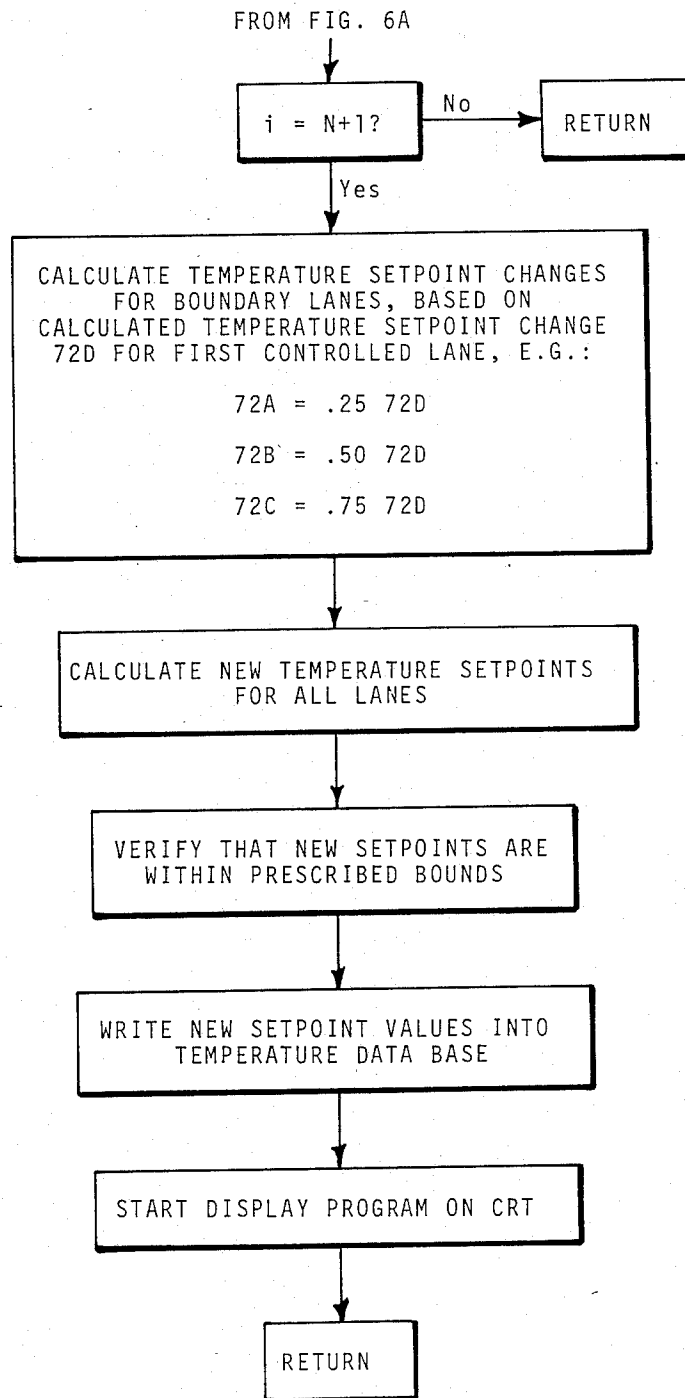 FROM FIG. 6A
i = N+1?
No
RETURN
Yes
CALCULATE TEMPERATURE SETPOINT CHANGES
FOR BOUNDARY LANES, BASED ON
CALCULATED TEMPERATURE SETPOINT CHANGE
72D FOR FIRST CONTROLLED LANE, E.G.:
72A = .25 72D
72B = .50 72D
72C = .75 72D
CALCULATE NEW TEMPERATURE SETPOINTS
FOR ALL LANES
VERIFY THAT NEW SETPOINTS ARE
WITHIN PRESCRIBED BOUNDS
WRITE NEW SETPOINT VALUES INTO
TEMPERATURE DATA BASE
START DISPLAY PROGRAM ON CRT
RETURN